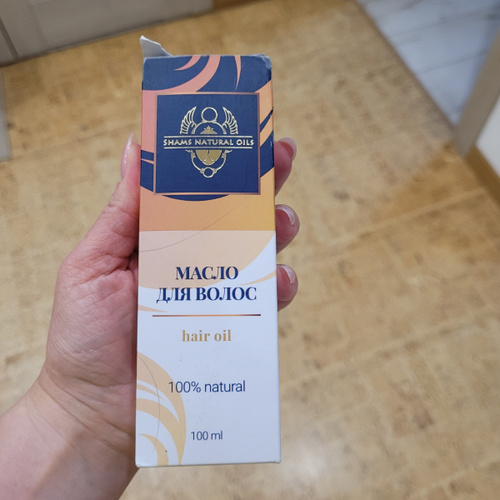 SHAMS NATURAL OILS
МАСЛО
ДЛЯ ВОЛОС
hair oil
100% natural
100 ml